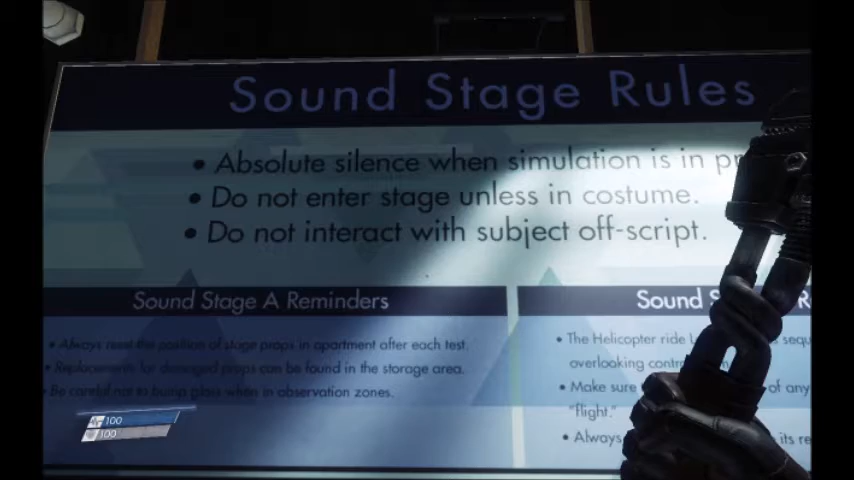 Sound Stage Rules
• Absolute silence when simulation is in
• Do not enter stage unless in costume.
• Do not interact with subject off-script.
Sound Stage A Reminders
• Always reset the position of stage props in apartment after each test.
• Replacements for damaged props can be found in the storage area.
• Be careful not to bump glass when in observation zones.
Sound
• The Helicopter ride
overlooking
• Make sure of any
"flight."
• Always its
100
100